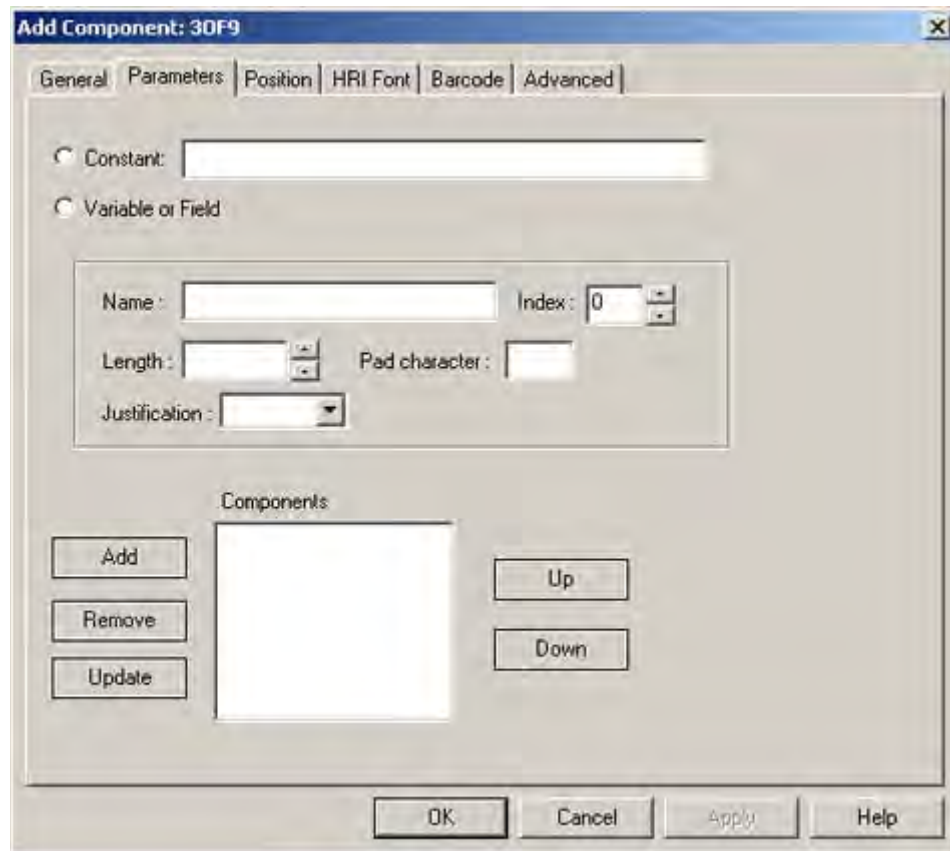 Add Component: 3OF9
General Parameters Position HRI Font Barcode Advanced
Constant:
Variable or Field
Name : Index : 0
Length : Pad character :
Justification :
Components
Add
Up
Remove
Down
Update
OK Cancel Apply Help